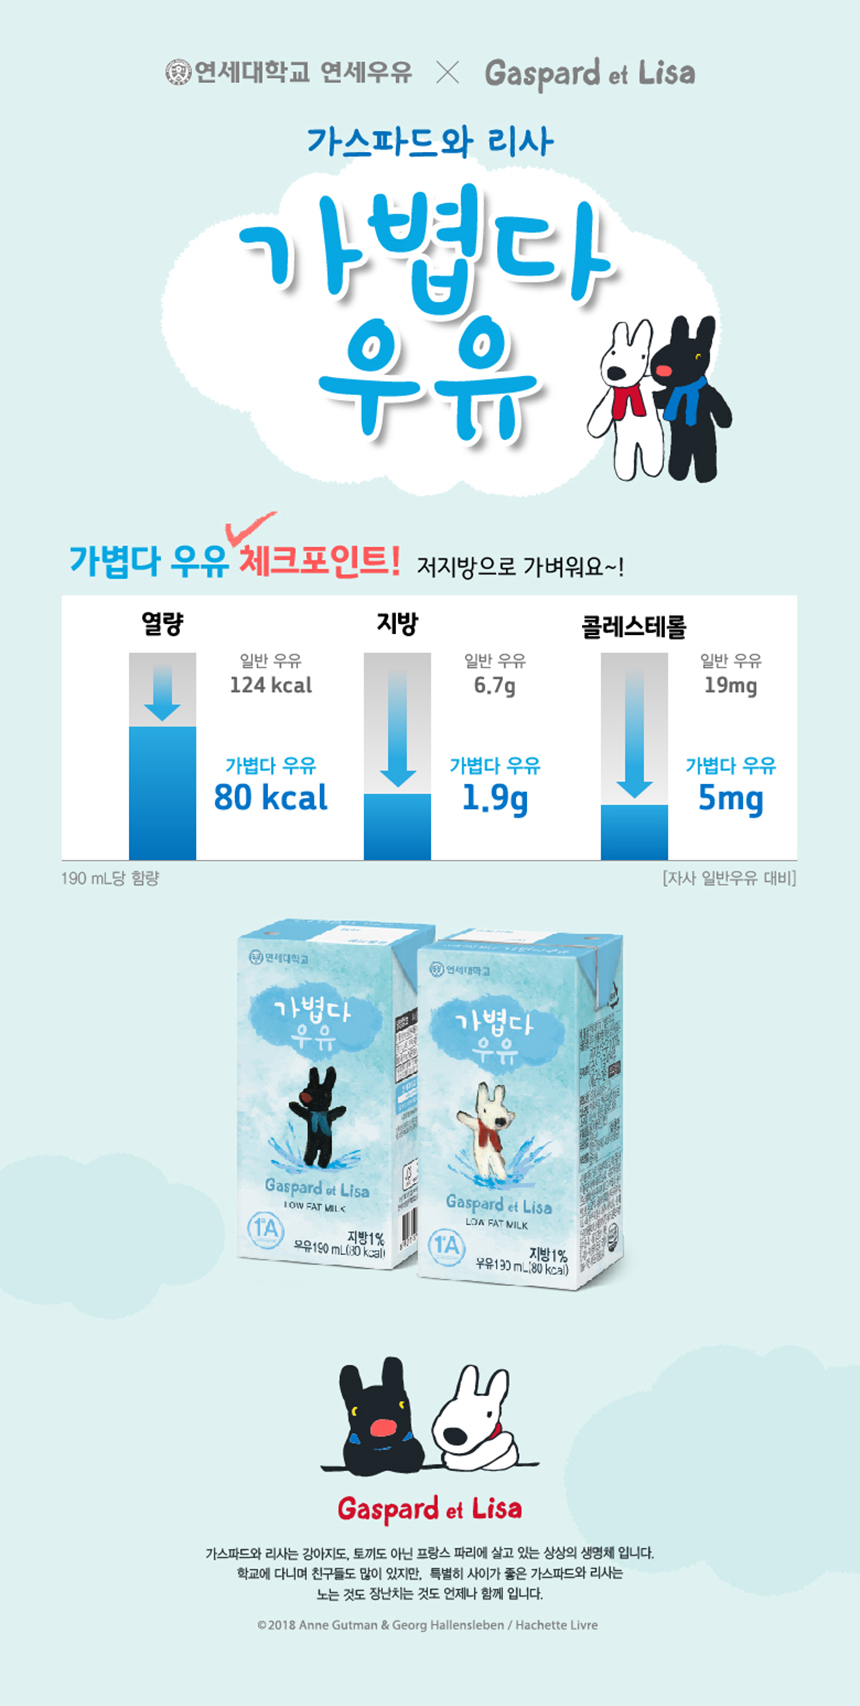 연세대학교 연세우유 × Gaspard et Lisa
가스파드와 리사
가볍다
우유
가볍다 우유 체크포인트! 저지방으로 가벼워요~!
열량 지방 콜레스테롤
일반 우유 일반 우유 일반 우유
124 kcal 6.7g 19mg
가볍다 우유 가볍다 우유 가볍다 우유
80 kcal 1.9g 5mg
190 mL당 함량 [자사 일반우유 대비]
연세대학교
가볍다
우유
Gaspard et Lisa
LOW FAT MILK
1A
지방1%
우유190 mL(80 kcal)
연세대학교
가볍다
우유
Gaspard et Lisa
LOW FAT MILK
1A
지방1%
우유190 mL(80 kcal)
Gaspard et Lisa
가스파드와 리사는 강아지도, 토끼도 아닌 프랑스 파리에 살고 있는 상상의 생명체 입니다.
학교에 다니며 친구들도 많이 있지만, 특별히 사이가 좋은 가스파드와 리사는
노는 것도 장난치는 것도 언제나 함께 입니다.
©2018 Anne Gutman & Georg Hallensleben / Hachette Livre